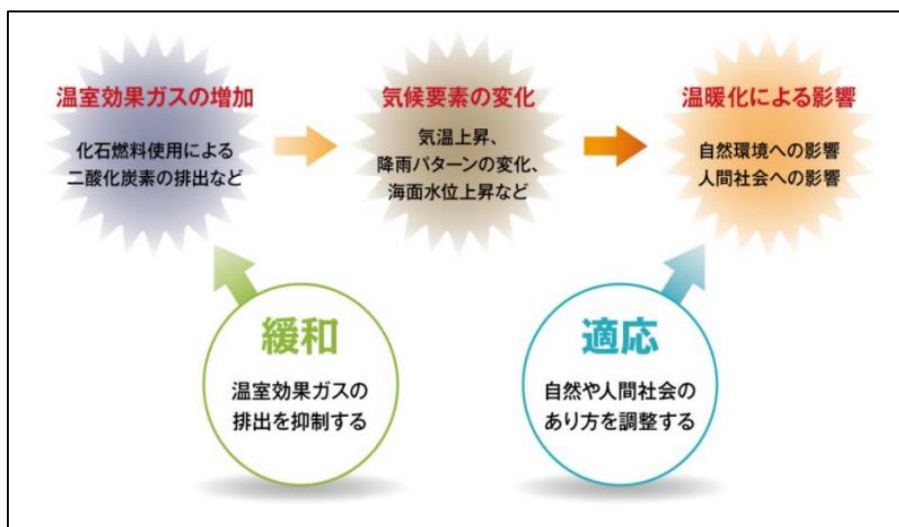 温室効果ガスの増加
化石燃料使用による
二酸化炭素の排出など
気候要素の変化
気温上昇、
降雨パターンの変化、
海面水位上昇など
温暖化による影響
自然環境への影響
人間社会への影響
緩和
温室効果ガスの
排出を抑制する
適応
自然や人間社会の
あり方を調整する